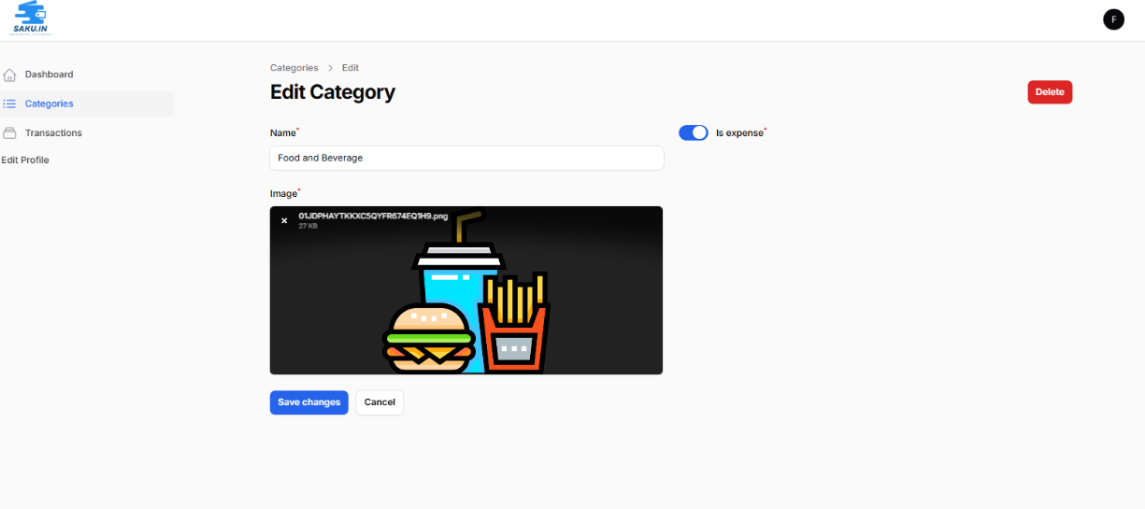 SAKU.IN
F
Dashboard
Categories
Transactions
Edit Profile
Categories > Edit
Edit Category
Delete
Name*
Is expense*
Food and Beverage
Image*
01JDPHAYTKKXC5QYFR674EQ1H9.png
27 KB
Save changes
Cancel